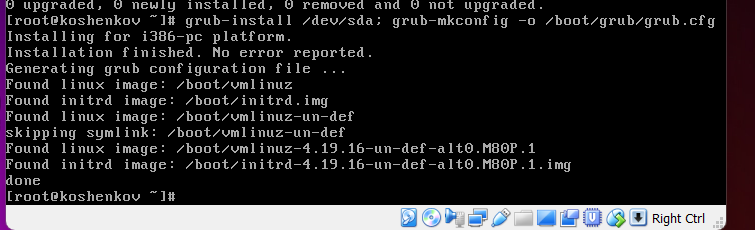 0 upgraded, 0 newly installed, 0 removed and 0 not upgraded.
[root@koshenkov ~]# grub-install /dev/sda; grub-mkconfig -o /boot/grub/grub.cfg
Installing for i386-pc platform.
Installation finished. No error reported.
Generating grub configuration file ...
Found linux image: /boot/vmlinuz
Found initrd image: /boot/initrd.img
Found linux image: /boot/vmlinuz-un-def
skipping symlink: /boot/vmlinuz-un-def
Found linux image: /boot/vmlinuz-4.19.16-un-def-alt0.M80P.1
Found initrd image: /boot/initrd-4.19.16-un-def-alt0.M80P.1.img
done
[root@koshenkov ~]#
Right Ctrl